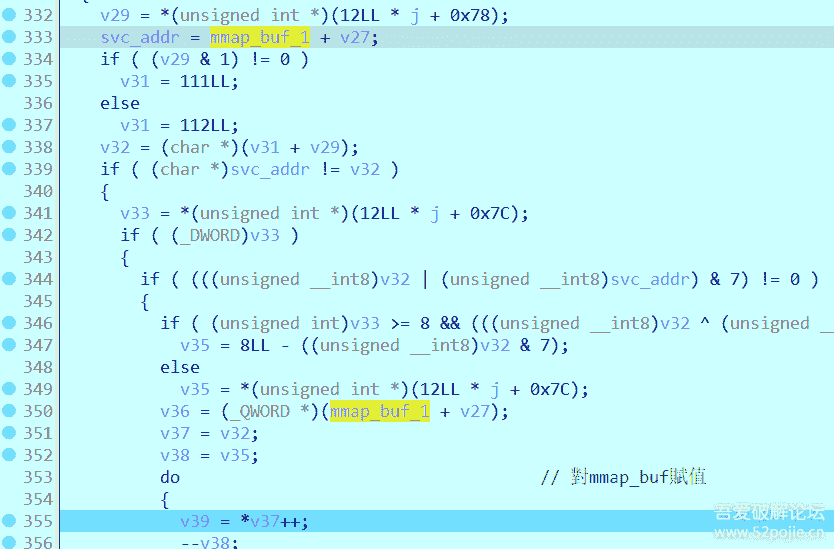 332 v29 = *(unsigned int *)(12LL * j + 0x78);
333 svc_addr = mmap_buf_1 + v27;
334 if ( (v29 & 1) != 0 )
335 v31 = 111LL;
336 else
337 v31 = 112LL;
338 v32 = (char *)(v31 + v29);
339 if ( (char *)svc_addr != v32 )
340 {
341 v33 = *(unsigned int *)(12LL * j + 0x7C);
342 if ( (_DWORD)v33 )
343 {
344 if ( (((unsigned __int8)v32 | (unsigned __int8)svc_addr) & 7) != 0 )
345 {
346 if ( (unsigned int)v33 >= 8 && (((unsigned __int8)v32 ^ (unsigned __
347 v35 = 8LL - ((unsigned __int8)v32 & 7);
348 else
349 v35 = *(unsigned int *)(12LL * j + 0x7C);
350 v36 = (_QWORD *)(mmap_buf_1 + v27);
351 v37 = v32;
352 v38 = v35;
353 do // 對mmap_buf賦值
354 {
355 v39 = *v37++;
356 --v38;
吾爱破解论坛
www.52pojie.cn